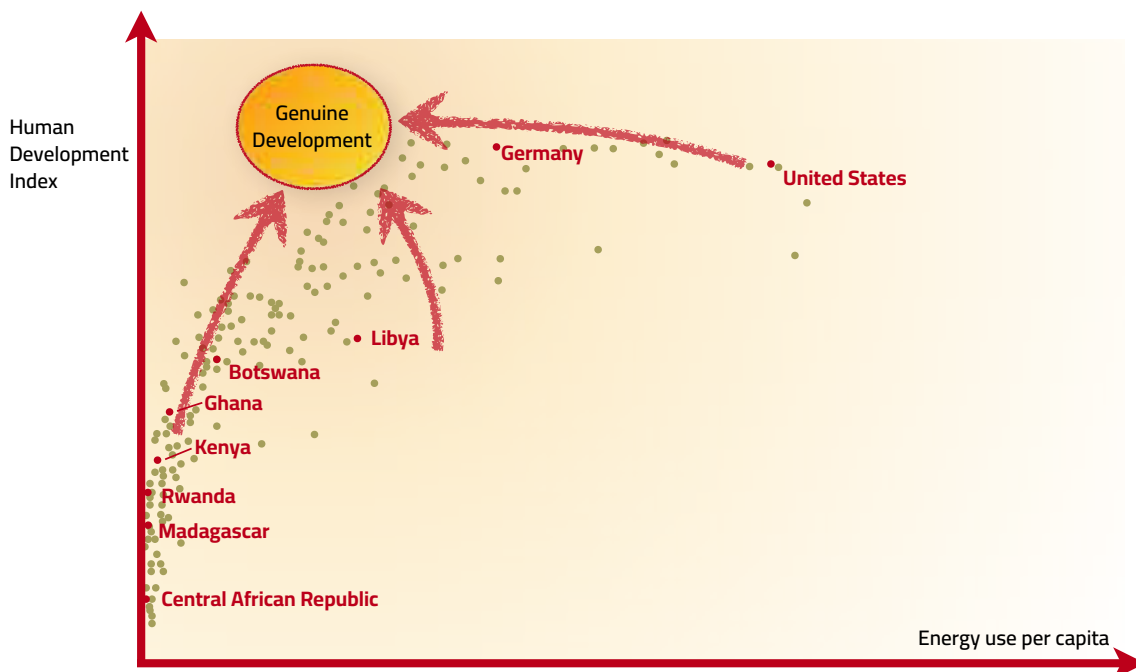 Genuine
Development
Human
Development
Index
Germany
United States
Libya
Botswana
Ghana
Kenya
Rwanda
Madagascar
Central African Republic
Energy use per capita